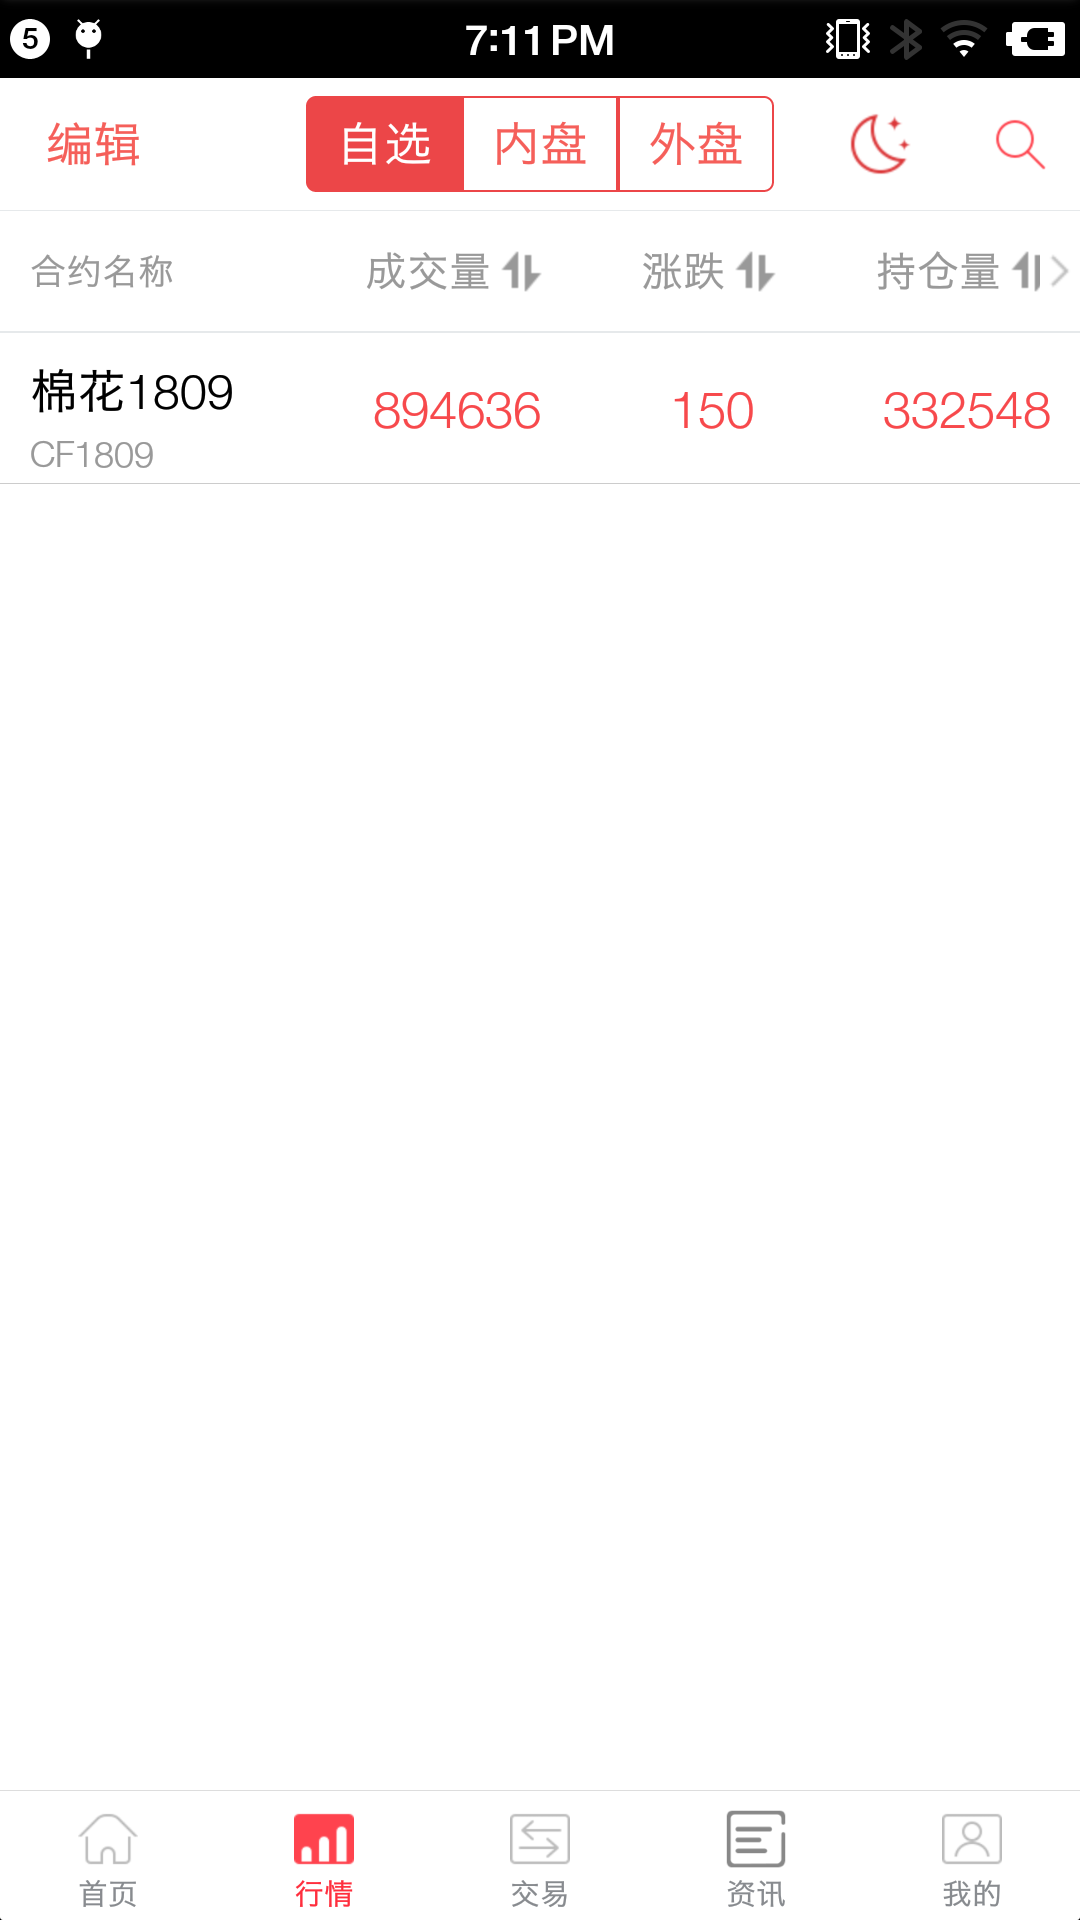 5 7:11 PM
编辑 自选 内盘 外盘
合约名称 成交量 涨跌 持仓量
棉花1809 894636 150 332548
CF1809
首页 行情 交易 资讯 我的